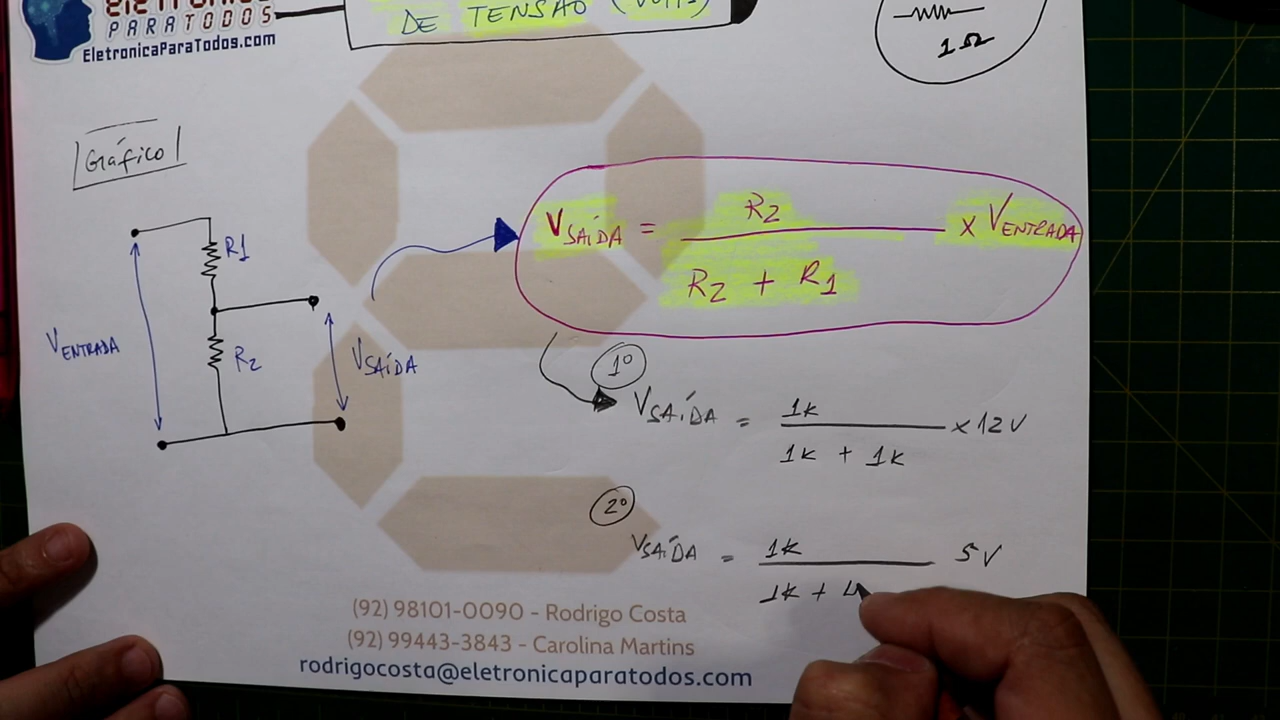 PARATODOS
EletronicaParaTodos.com
DE TENSÃO (VOLTS)
1 Ω
Gráfico
VENTRADA
R1
R2
VSAÍDA
VSAÍDA = R2 x VENTRADA
R2 + R1
1º
VSAÍDA = 1K x 12V
1K + 1K
2º
VSAÍDA = 1K 5V
1K +
(92) 98101-0090 - Rodrigo Costa
(92) 99443-3843 - Carolina Martins
rodrigocosta@eletronicaparatodos.com